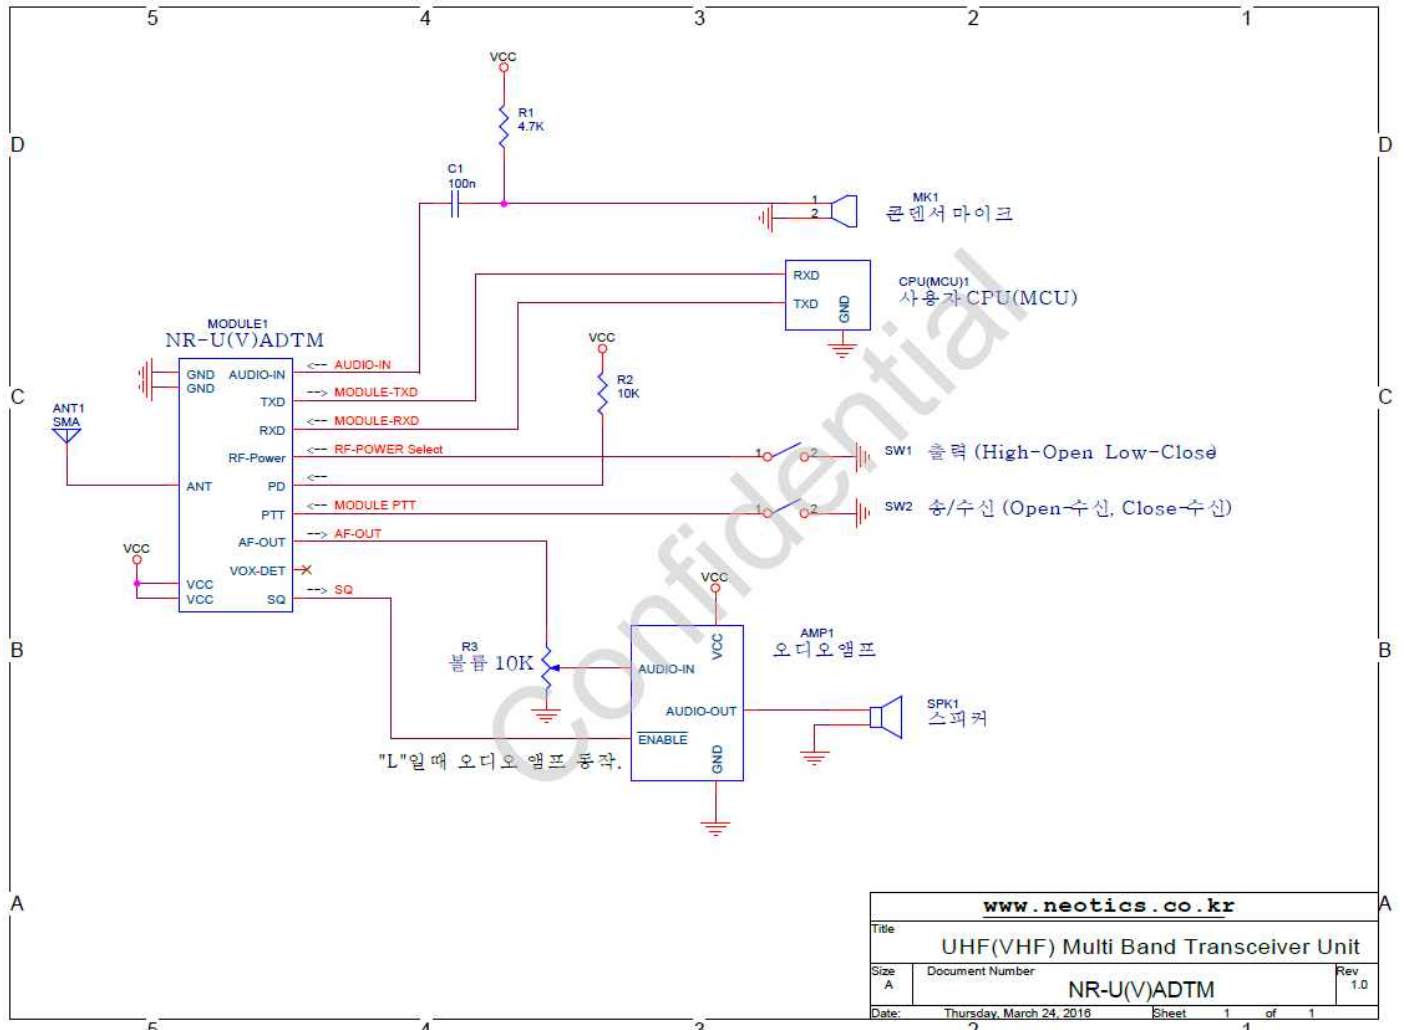 5 4 3 2 1
VCC
R1
4.7K
D D
C1
100n
1
2
MK1
콘덴서 마이크
RXD
TXD
GND
CPU(MCU)1
사용자 CPU(MCU)
MODULE1
NR-U(V)ADTM
VCC
R2
10K
C C
ANT1
SMA
GND
GND
ANT
VCC
VCC
VCC
AUDIO-IN <-- AUDIO-IN
TXD --> MODULE-TXD
RXD <-- MODULE-RXD
RF-Power <-- RF-POWER Select
PD <--
PTT <-- MODULE PTT
AF-OUT --> AF-OUT
VOX-DET
SQ --> SQ
1 2 SW1 출력 (High-Open Low-Close)
1 2 SW2 송/수신 (Open-수신, Close-수신)
VCC
B B
R3
볼륨 10K
AMP1
오디오앰프
VCC
AUDIO-IN
AUDIO-OUT
ENABLE
GND
SPK1
스피커
"L"일때 오디오 앰프 동작.
Confidential
A A
www.neotics.co.kr
Title
UHF(VHF) Multi Band Transceiver Unit
Size
A
Document Number
NR-U(V)ADTM
Rev
1.0
Date: Thursday, March 24, 2016 Sheet 1 of 1
5 4 3 2 1